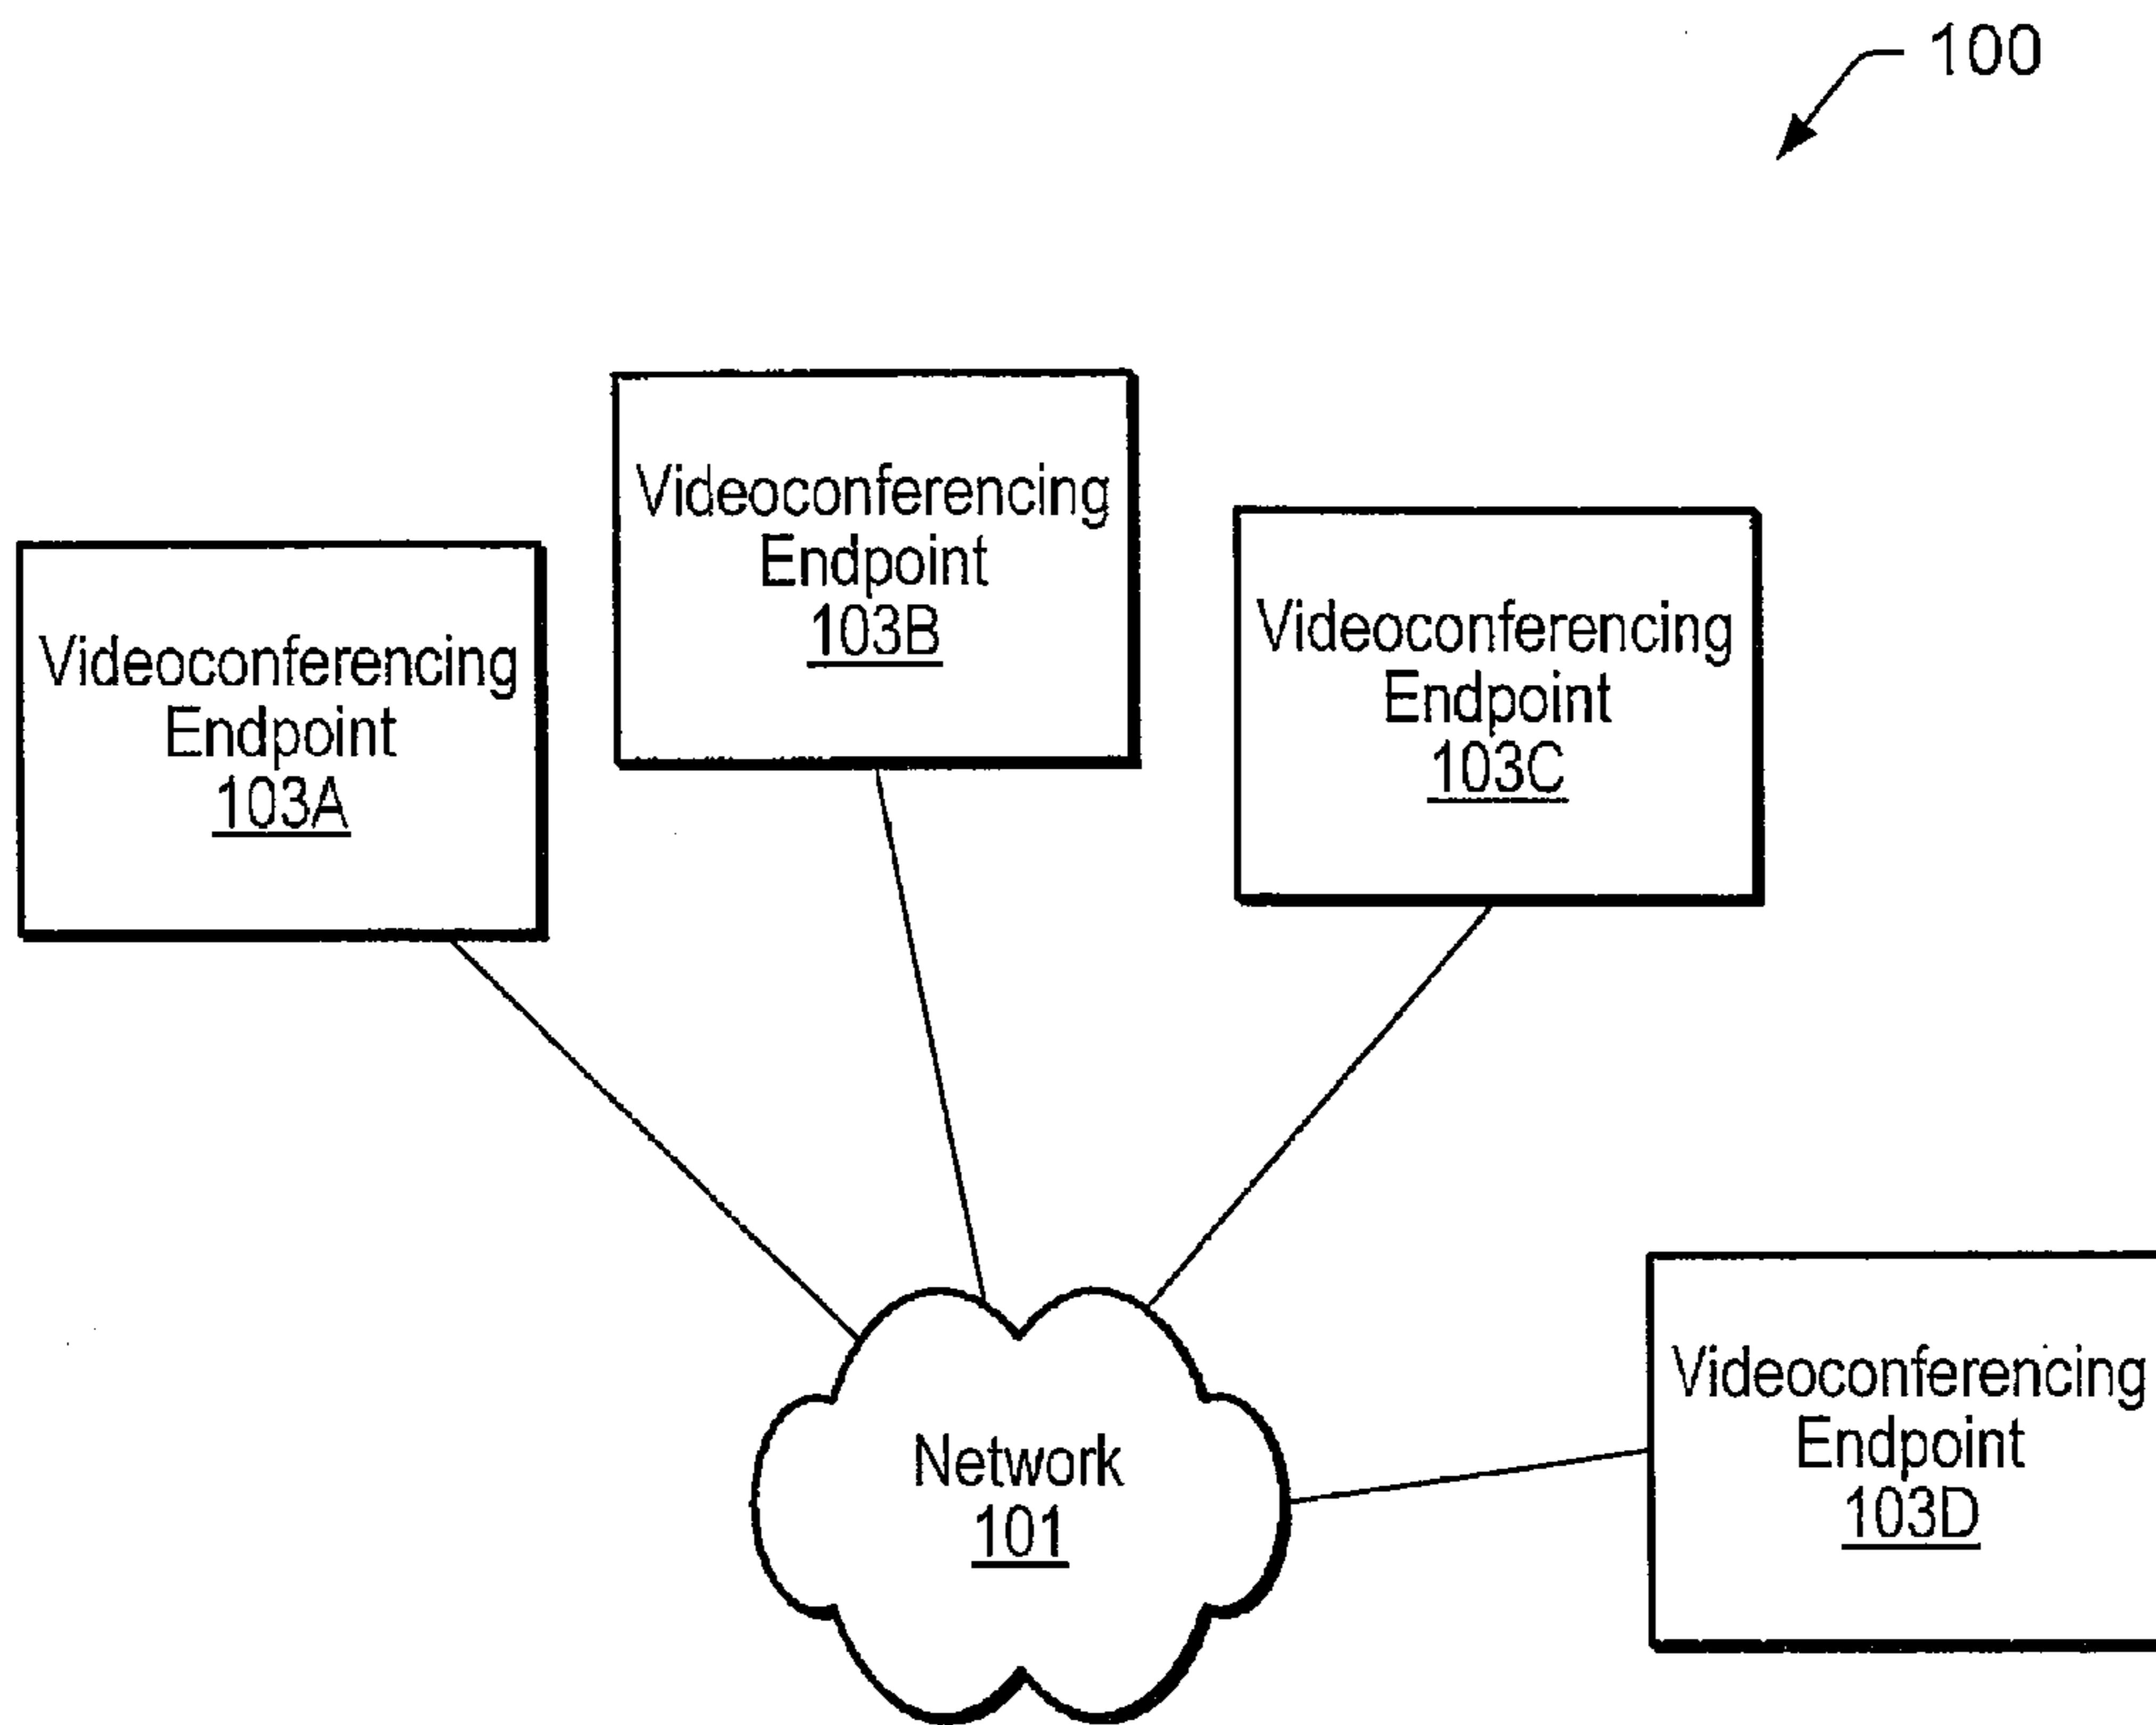 100
Videoconferencing
Endpoint
103A
Videoconferencing
Endpoint
103B
Videoconferencing
Endpoint
103C
Videoconferencing
Endpoint
103D
Network
101